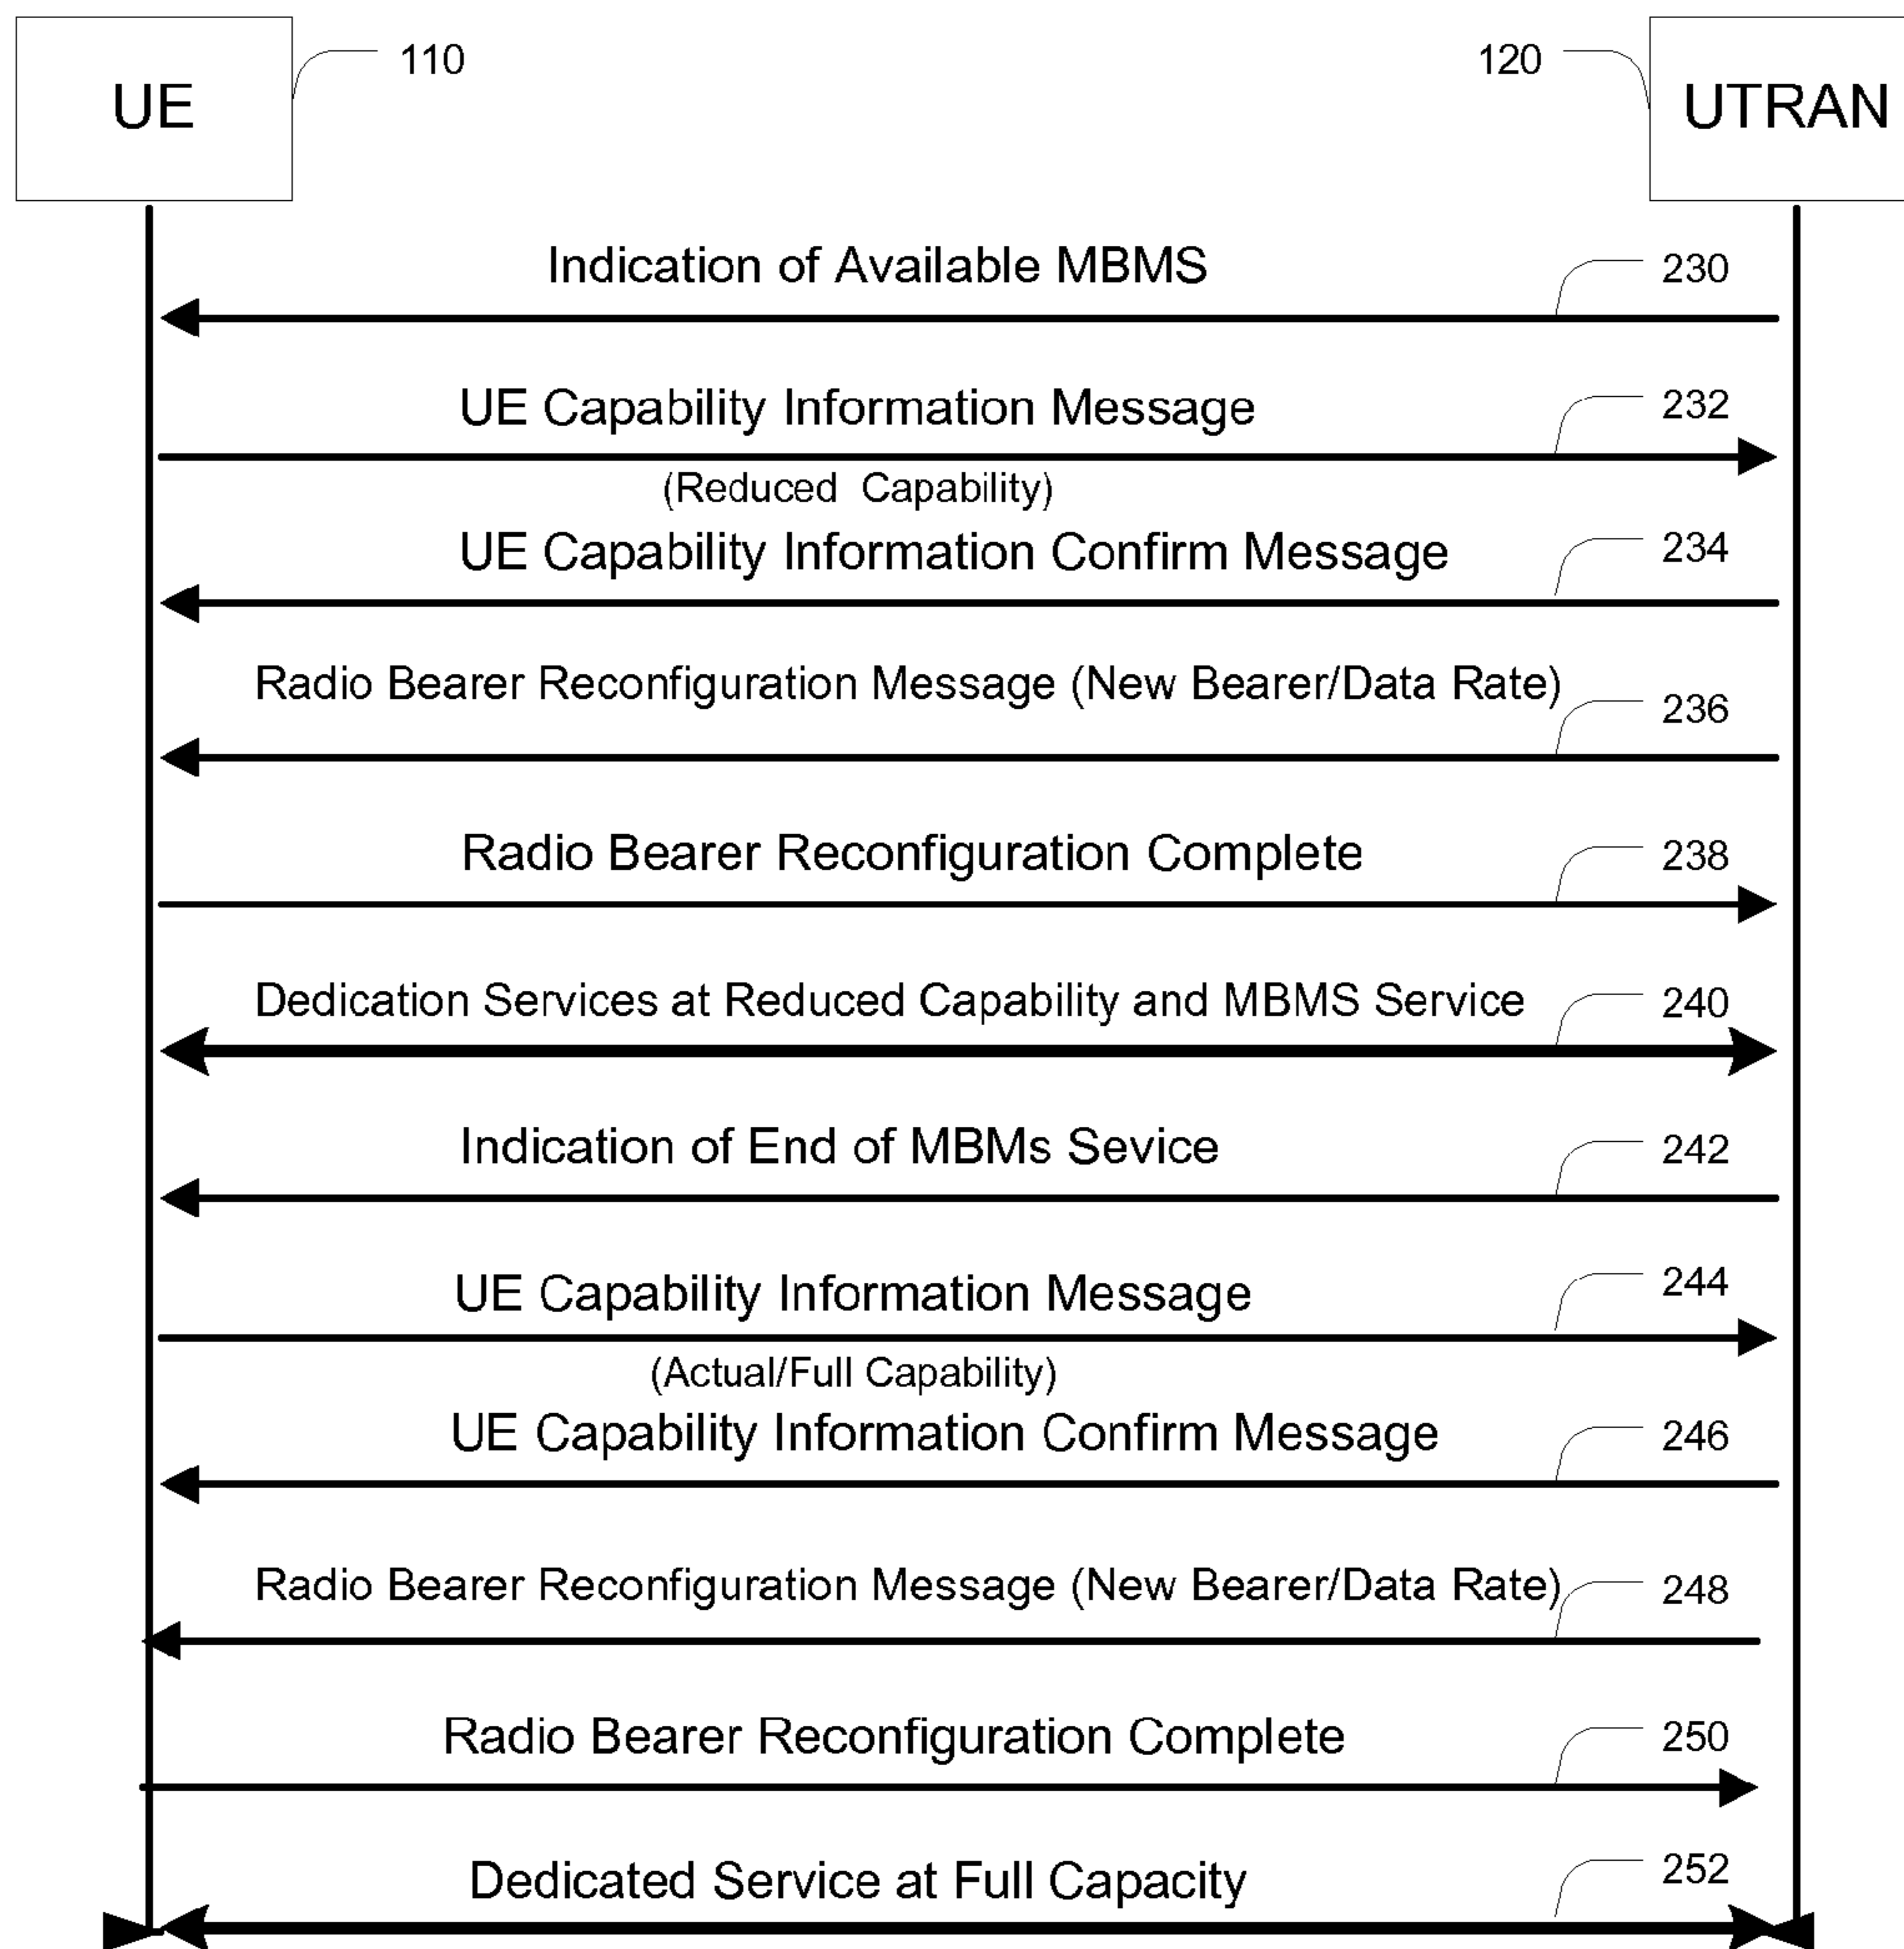 UE
110
120
UTRAN
Indication of Available MBMS
230
UE Capability Information Message
232
(Reduced Capability)
UE Capability Information Confirm Message
234
Radio Bearer Reconfiguration Message (New Bearer/Data Rate)
236
Radio Bearer Reconfiguration Complete
238
Dedication Services at Reduced Capability and MBMS Service
240
Indication of End of MBMs Sevice
242
UE Capability Information Message
244
(Actual/Full Capability)
UE Capability Information Confirm Message
246
Radio Bearer Reconfiguration Message (New Bearer/Data Rate)
248
Radio Bearer Reconfiguration Complete
250
Dedicated Service at Full Capacity
252